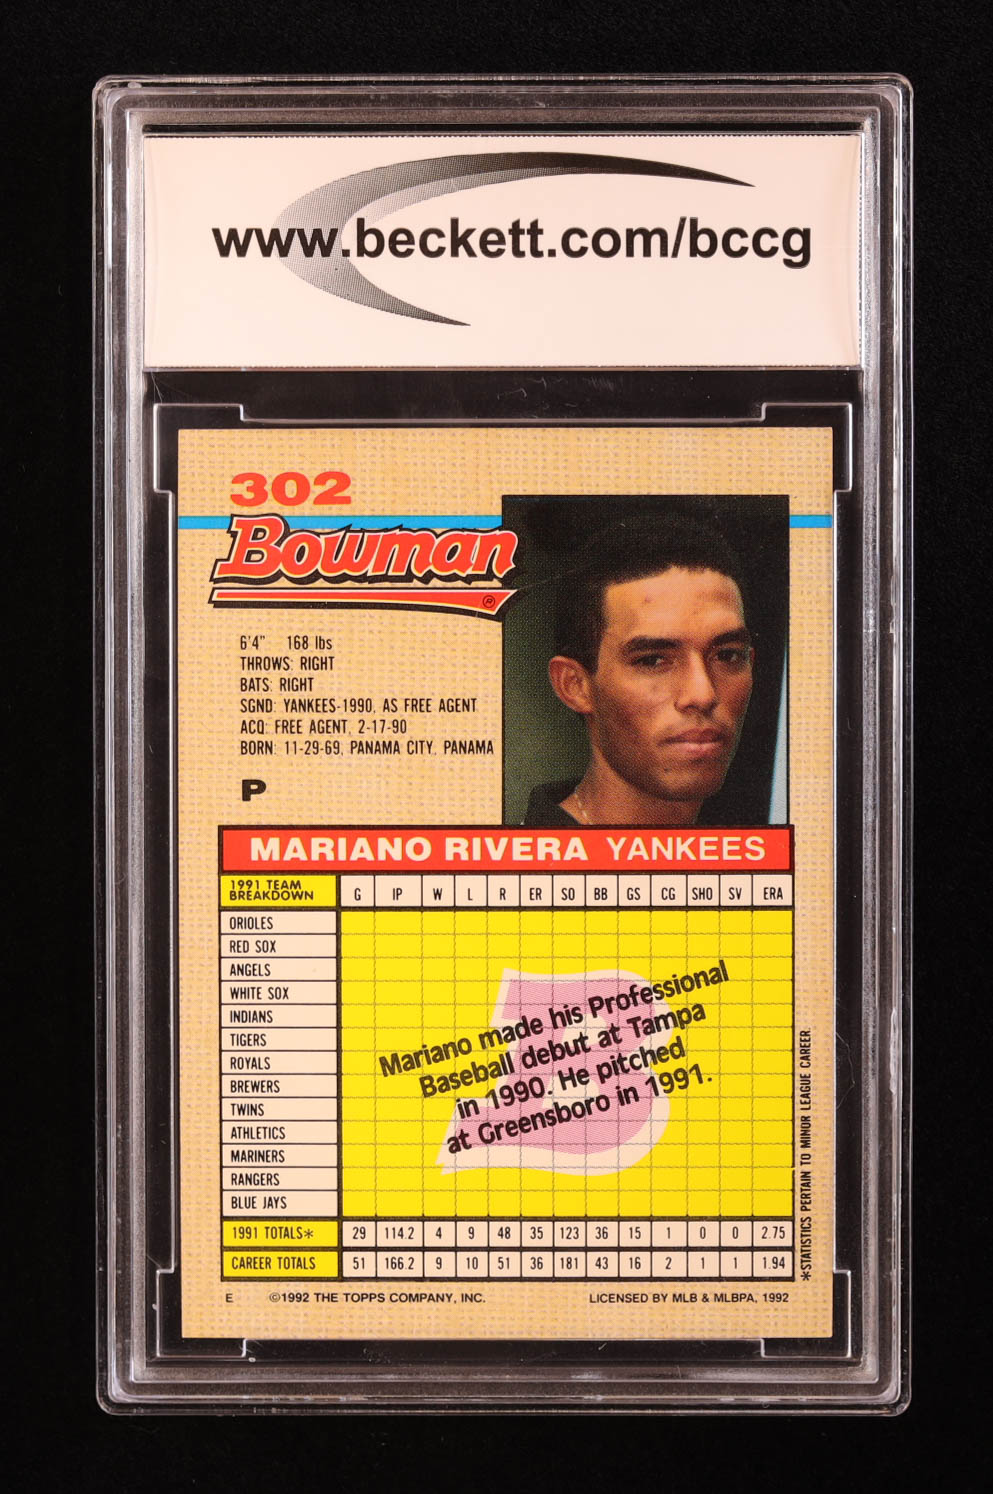 www.beckett.com/bccg
302
Bowman
®
6'4" 168 lbs
THROWS: RIGHT
BATS: RIGHT
SGND: YANKEES-1990, AS FREE AGENT
ACQ: FREE AGENT, 2-17-90
BORN: 11-29-69, PANAMA CITY, PANAMA
P
MARIANO RIVERA YANKEES
1991 TEAM
BREAKDOWN G IP W L R ER SO BB GS CG SHO SV ERA
ORIOLES
RED SOX
ANGELS
WHITE SOX
INDIANS
TIGERS
ROYALS
BREWERS
TWINS
ATHLETICS
MARINERS
RANGERS
BLUE JAYS
B
Mariano made his Professional
Baseball debut at Tampa
in 1990. He pitched
at Greensboro in 1991.
1991 TOTALS* 29 114.2 4 9 48 35 123 36 15 1 0 0 2.75
CAREER TOTALS 51 166.2 9 10 51 36 181 43 16 2 1 1 1.94
*STATISTICS PERTAIN TO MINOR LEAGUE CAREER
E ©1992 THE TOPPS COMPANY, INC. LICENSED BY MLB & MLBPA, 1992